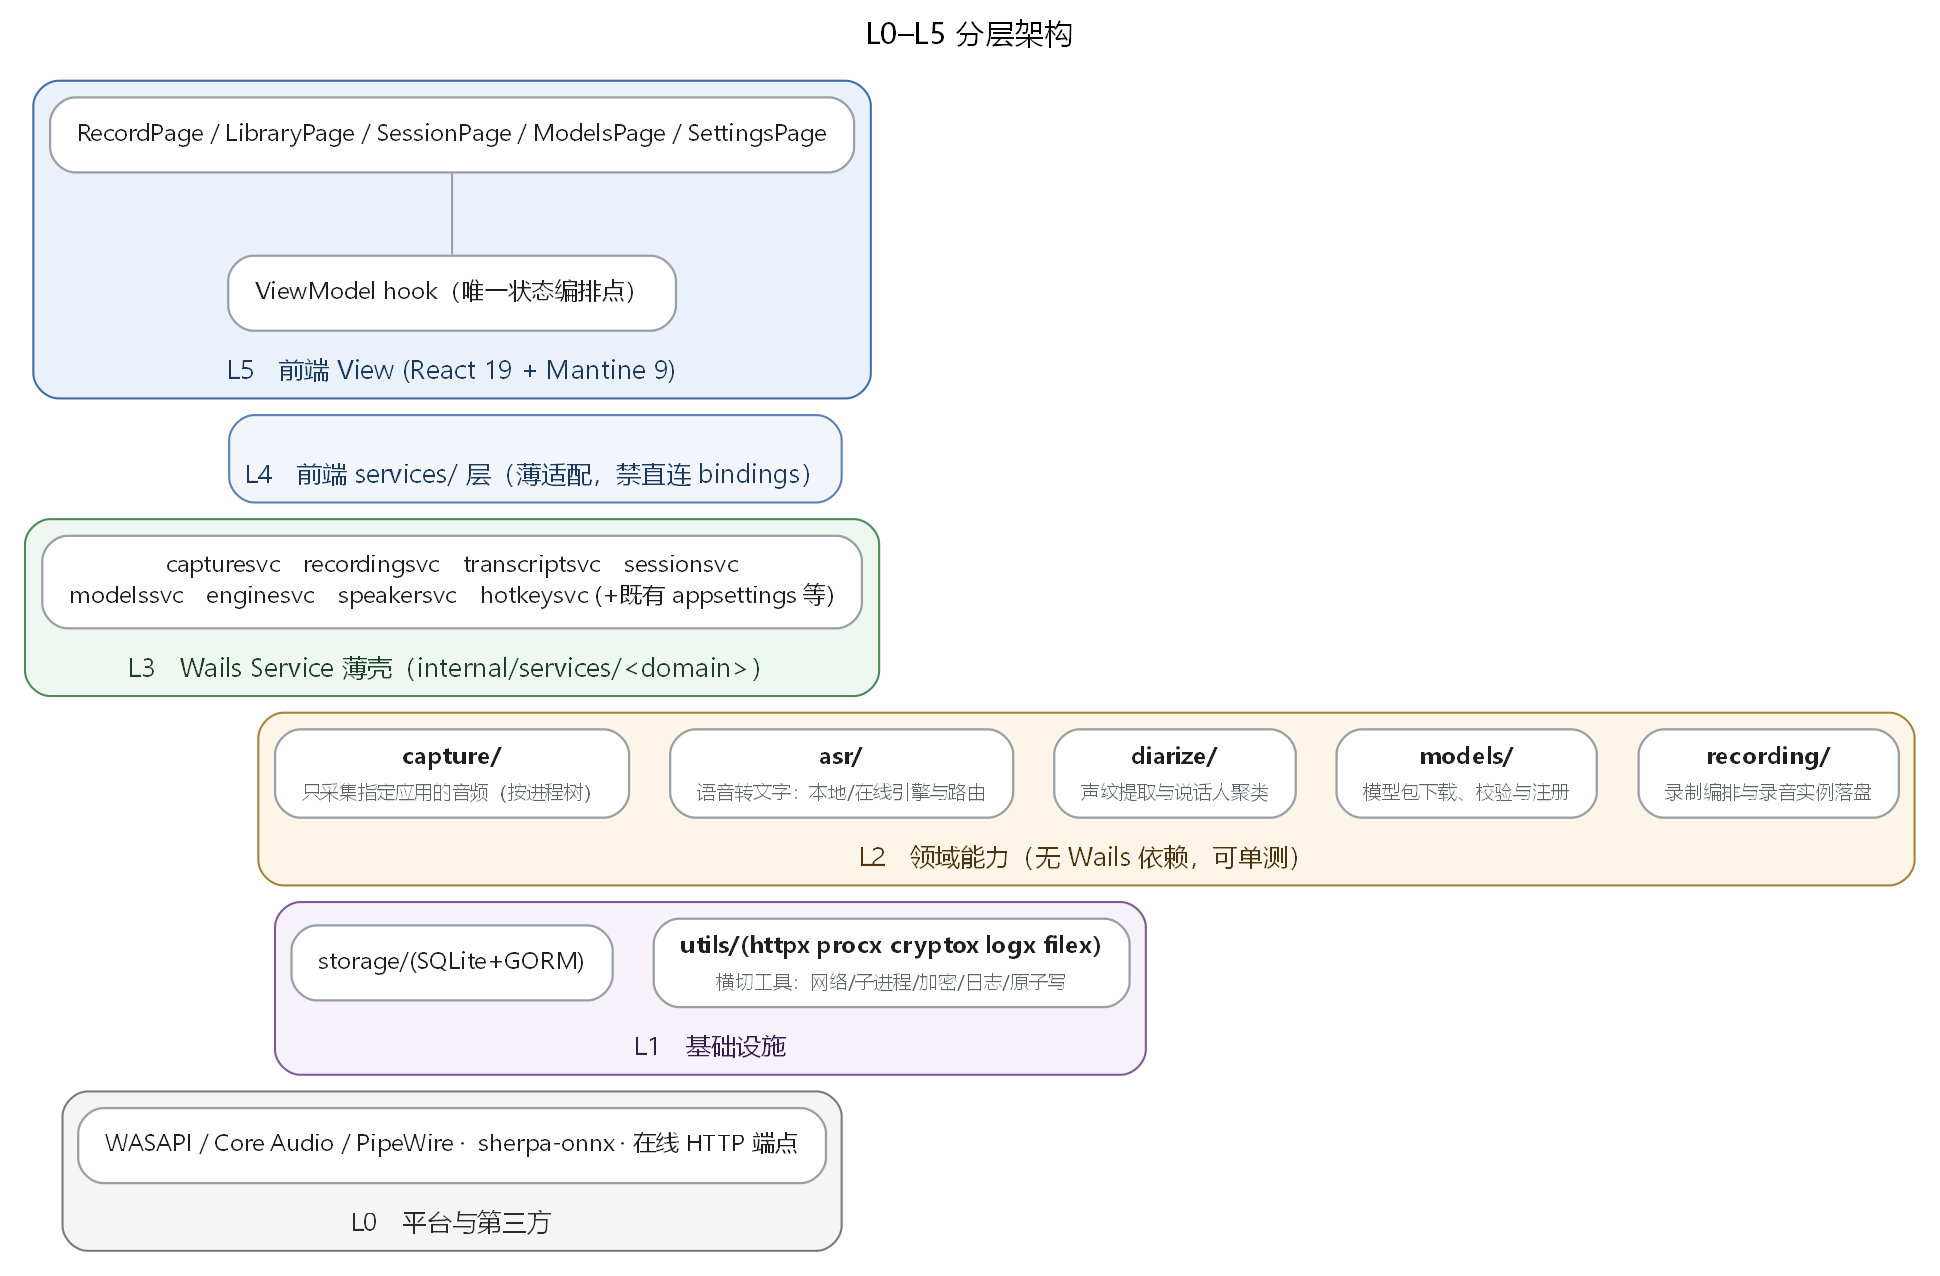 L0–L5 分层架构
RecordPage / LibraryPage / SessionPage / ModelsPage / SettingsPage
ViewModel hook（唯一状态编排点）
L5 前端 View (React 19 + Mantine 9)
L4 前端 services/ 层（薄适配，禁直连 bindings）
capturesvc recordingsvc transcriptsvc sessionsvc
modelssvc enginesvc speakersvc hotkeysvc (+既有 appsettings 等)
L3 Wails Service 薄壳（internal/services/<domain>）
capture/
只采集指定应用的音频（按进程树）
asr/
语音转文字：本地/在线引擎与路由
diarize/
声纹提取与说话人聚类
models/
模型包下载、校验与注册
recording/
录制编排与录音实例落盘
L2 领域能力（无 Wails 依赖，可单测）
storage/(SQLite+GORM)
utils/(httpx procx cryptox logx filex)
横切工具：网络/子进程/加密/日志/原子写
L1 基础设施
WASAPI / Core Audio / PipeWire · sherpa-onnx · 在线 HTTP 端点
L0 平台与第三方